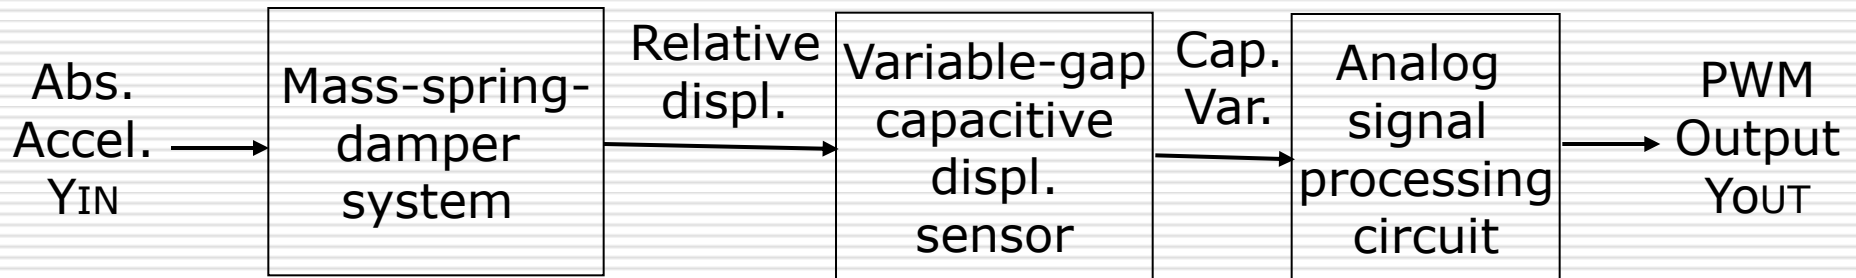 Abs.
Accel.
YIN
Mass-spring-
damper
system
Relative
displ.
Variable-gap
capacitive
displ.
sensor
Cap.
Var.
Analog
signal
processing
circuit
PWM
Output
YOUT